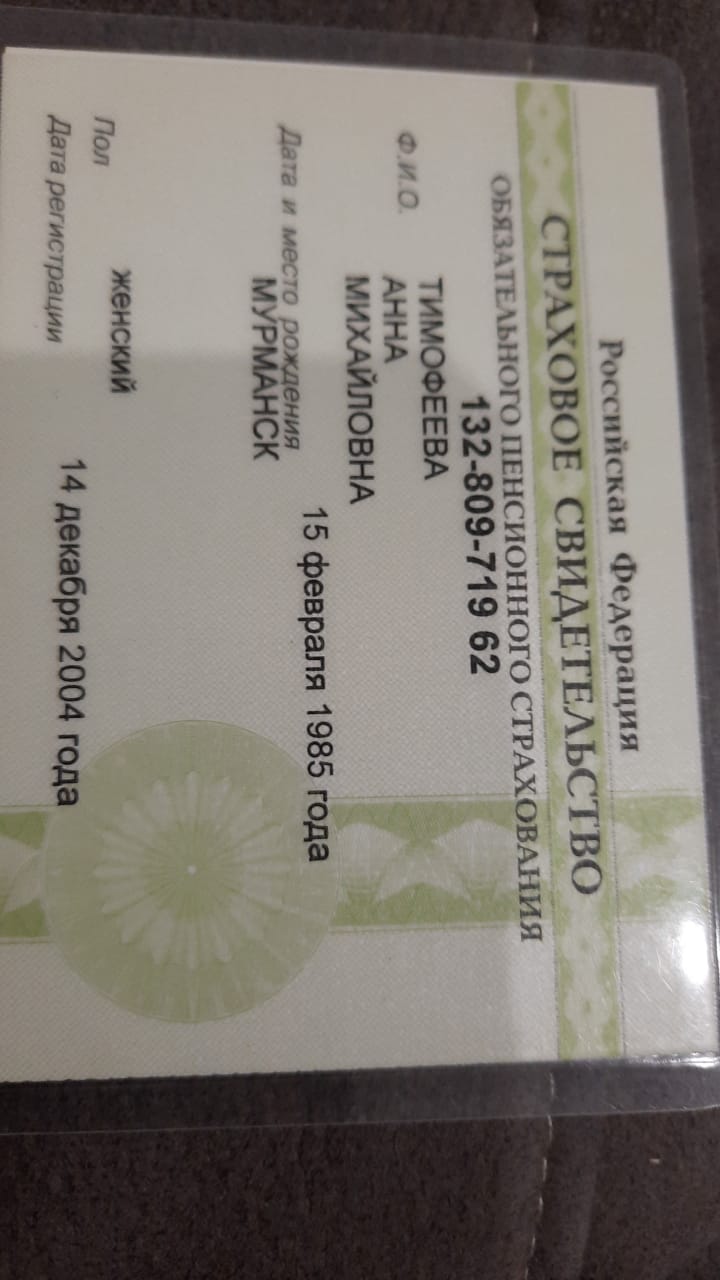 Российская Федерация
СТРАХОВОЕ СВИДЕТЕЛЬСТВО
ОБЯЗАТЕЛЬНОГО ПЕНСИОННОГО СТРАХОВАНИЯ
132-809-719 62
Ф.И.О. ТИМОФЕЕВА
АННА
МИХАЙЛОВНА
Дата и место рождения 15 февраля 1985 года
МУРМАНСК
Пол женский
Дата регистрации 14 декабря 2004 года